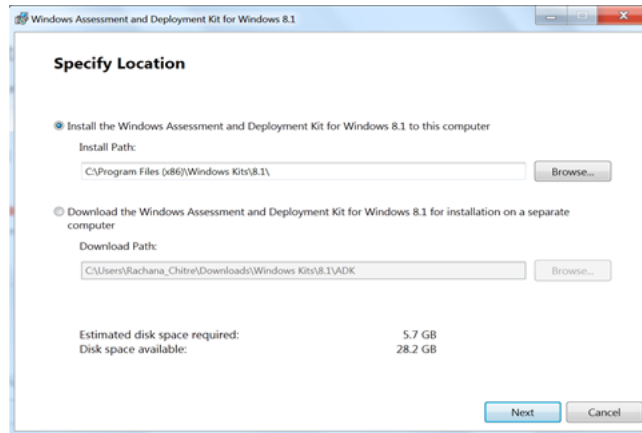 Windows Assessment and Deployment Kit for Windows 8.1
Specify Location
Install the Windows Assessment and Deployment Kit for Windows 8.1 to this computer
Install Path:
C:\Program Files (x86)\Windows Kits\8.1\
Browse...
Download the Windows Assessment and Deployment Kit for Windows 8.1 for installation on a separate
computer
Download Path:
C:\Users\Rachana_Chitre\Downloads\Windows Kits\8.1\ADK
Browse...
Estimated disk space required: 5.7 GB
Disk space available: 28.2 GB
Next Cancel